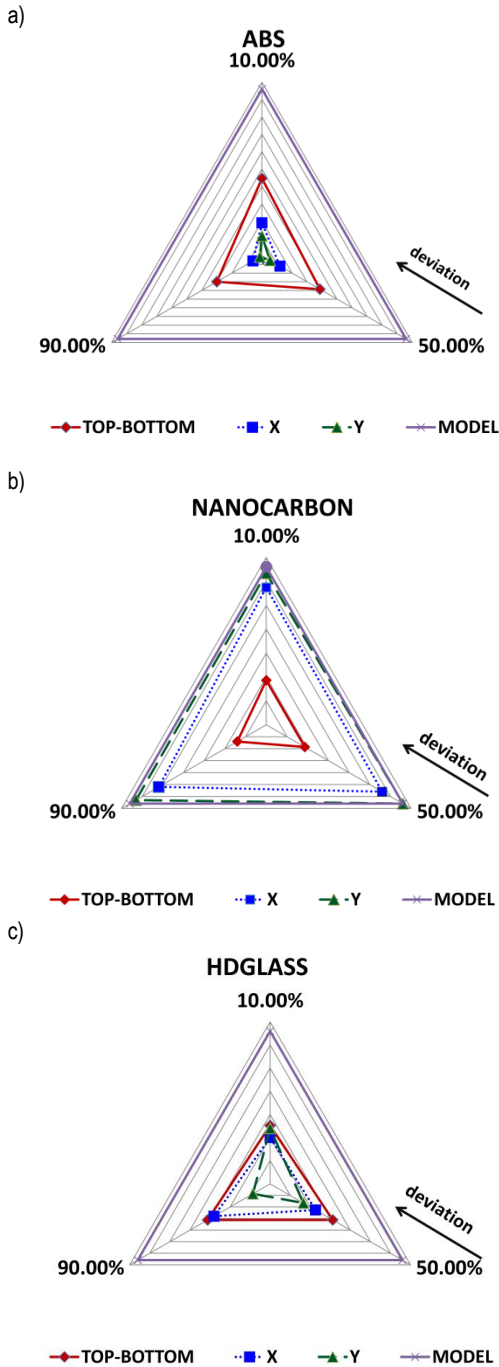 a)
ABS
10.00%
deviation
90.00%
50.00%
TOP-BOTTOM X Y MODEL
b)
NANOCARBON
10.00%
deviation
90.00%
50.00%
TOP-BOTTOM X Y MODEL
c)
HDGLASS
10.00%
deviation
90.00%
50.00%
TOP-BOTTOM X Y MODEL